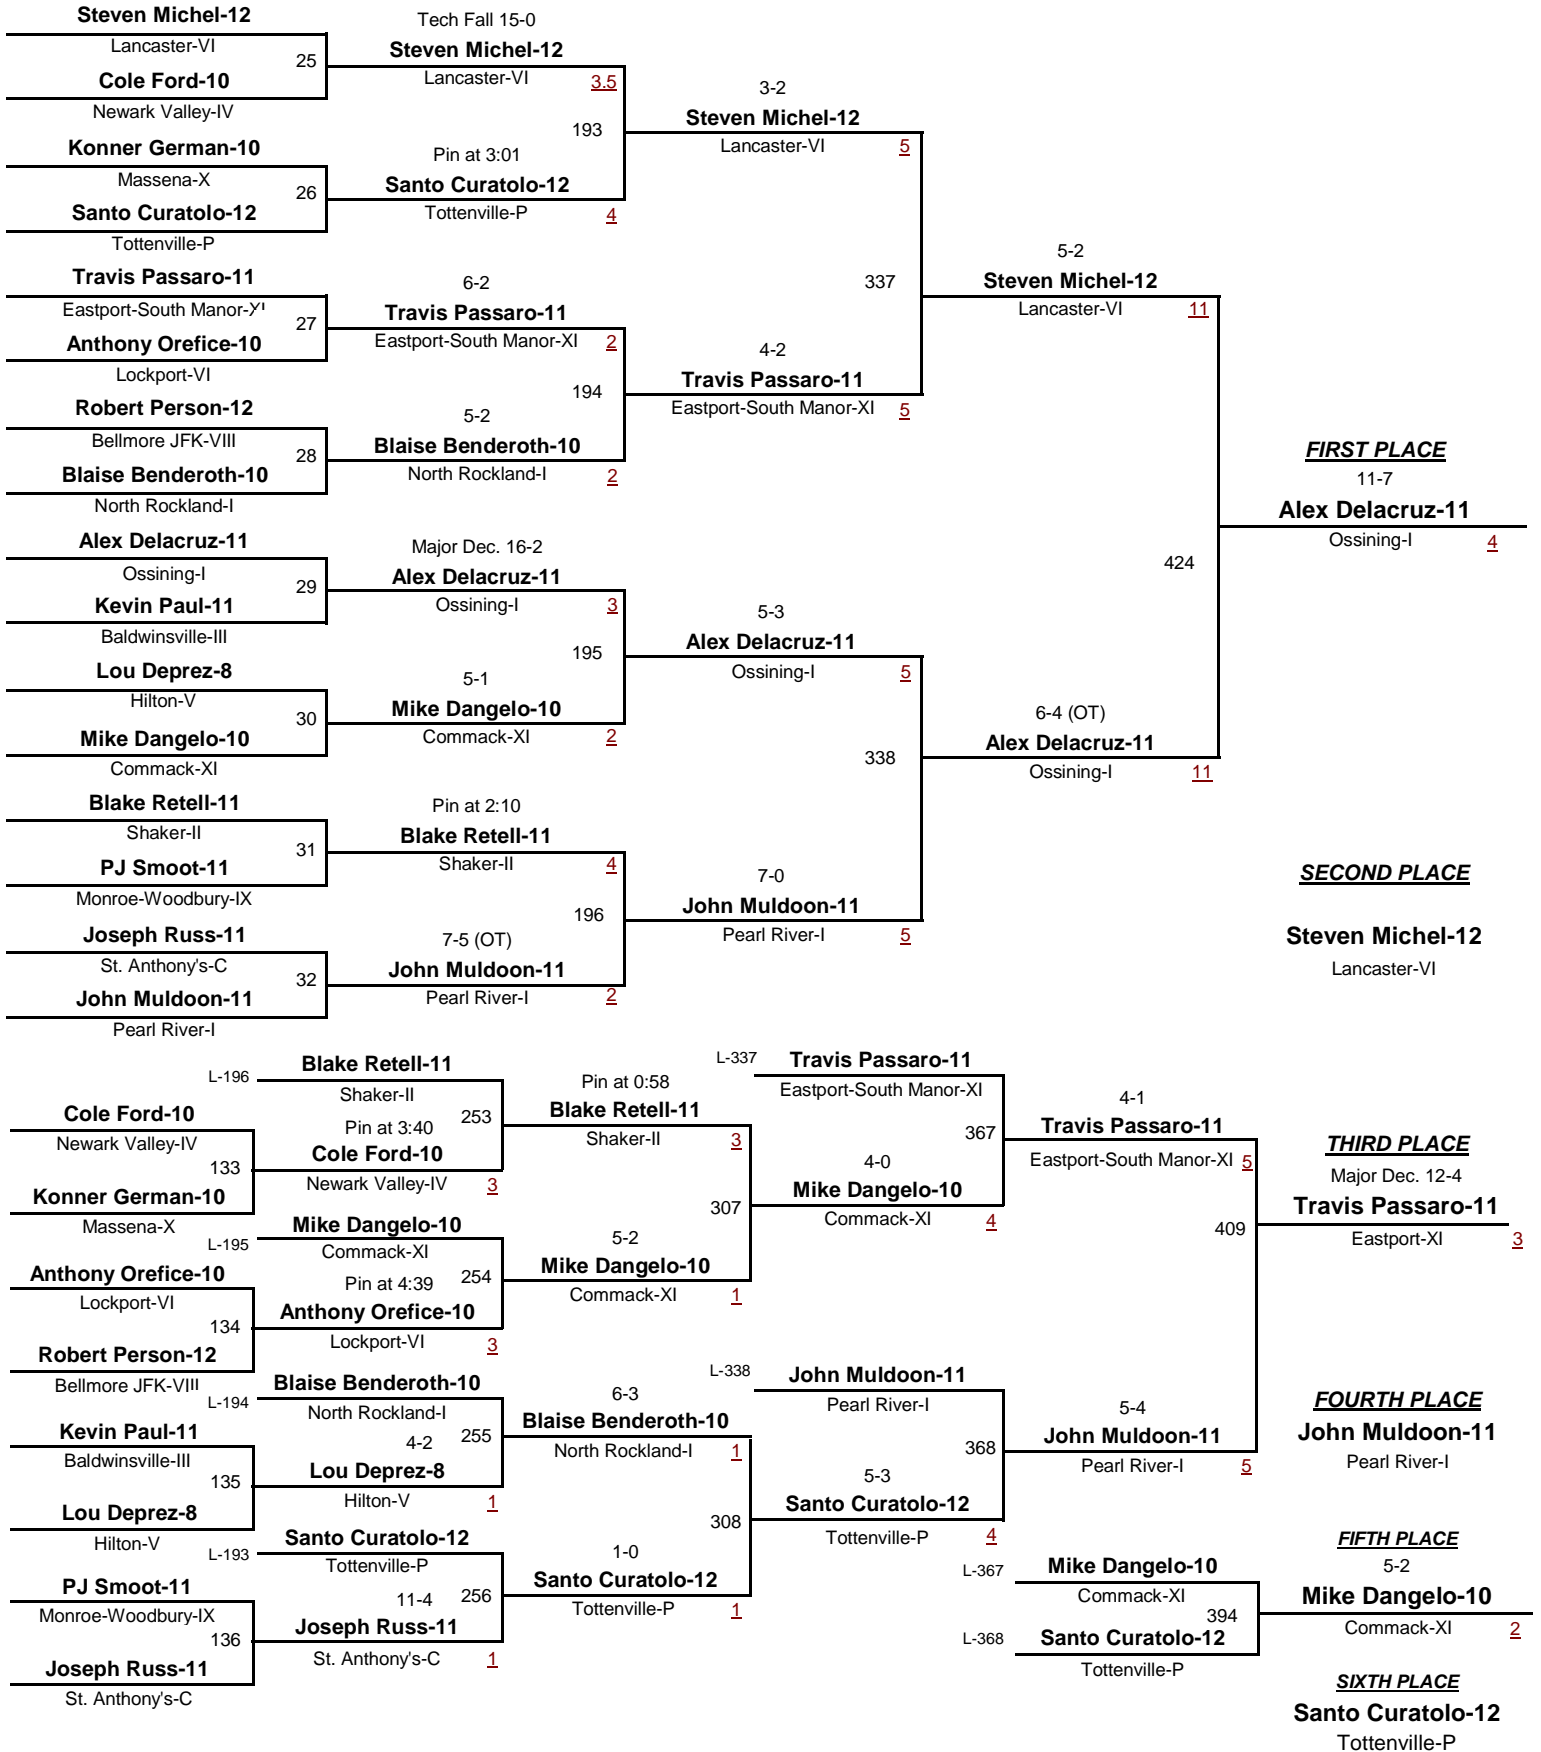 Steven Michel-12
Lancaster-VI
25
Cole Ford-10
Newark Valley-IV
Konner German-10
Massena-X
26
Santo Curatolo-12
Tottenville-P
Travis Passaro-11
Eastport-South Manor-XI
27
Anthony Orefice-10
Lockport-VI
Robert Person-12
Bellmore JFK-VIII
28
Blaise Benderoth-10
North Rockland-I
Alex Delacruz-11
Ossining-I
29
Kevin Paul-11
Baldwinsville-III
Lou Deprez-8
Hilton-V
30
Mike Dangelo-10
Commack-XI
Blake Retell-11
Shaker-II
31
PJ Smoot-11
Monroe-Woodbury-IX
Joseph Russ-11
St. Anthony's-C
32
John Muldoon-11
Pearl River-I
Tech Fall 15-0
Steven Michel-12
Lancaster-VI 3.5
193
Pin at 3:01
Santo Curatolo-12
Tottenville-P 4
6-2
Travis Passaro-11
Eastport-South Manor-XI 2
194
5-2
Blaise Benderoth-10
North Rockland-I 2
Major Dec. 16-2
Alex Delacruz-11
Ossining-I 3
195
5-1
Mike Dangelo-10
Commack-XI 2
Pin at 2:10
Blake Retell-11
Shaker-II 4
196
7-5 (OT)
John Muldoon-11
Pearl River-I 2
3-2
Steven Michel-12
Lancaster-VI 5
337
4-2
Travis Passaro-11
Eastport-South Manor-XI 5
5-3
Alex Delacruz-11
Ossining-I 5
338
7-0
John Muldoon-11
Pearl River-I 5
5-2
Steven Michel-12
Lancaster-VI 11
424
6-4 (OT)
Alex Delacruz-11
Ossining-I 11
FIRST PLACE
11-7
Alex Delacruz-11
Ossining-I 4
SECOND PLACE
Steven Michel-12
Lancaster-VI
Cole Ford-10
Newark Valley-IV
133
Konner German-10
Massena-X
Anthony Orefice-10
Lockport-VI
134
Robert Person-12
Bellmore JFK-VIII
Kevin Paul-11
Baldwinsville-III
135
Lou Deprez-8
Hilton-V
PJ Smoot-11
Monroe-Woodbury-IX
136
Joseph Russ-11
St. Anthony's-C
L-196 Blake Retell-11
Shaker-II
253
Pin at 3:40
Cole Ford-10
Newark Valley-IV 3
L-195 Mike Dangelo-10
Commack-XI
254
Pin at 4:39
Anthony Orefice-10
Lockport-VI 3
L-194 Blaise Benderoth-10
North Rockland-I
255
4-2
Lou Deprez-8
Hilton-V 1
L-193 Santo Curatolo-12
Tottenville-P
256
11-4
Joseph Russ-11
St. Anthony's-C 1
Pin at 0:58
Blake Retell-11
Shaker-II 3
307
5-2
Mike Dangelo-10
Commack-XI 1
6-3
Blaise Benderoth-10
North Rockland-I 1
308
1-0
Santo Curatolo-12
Tottenville-P 1
L-337 Travis Passaro-11
Eastport-South Manor-XI
367
4-0
Mike Dangelo-10
Commack-XI 4
L-338 John Muldoon-11
Pearl River-I
368
5-3
Santo Curatolo-12
Tottenville-P 4
4-1
Travis Passaro-11
Eastport-South Manor-XI 5
409
5-4
John Muldoon-11
Pearl River-I 5
THIRD PLACE
Major Dec. 12-4
Travis Passaro-11
Eastport-XI 3
FOURTH PLACE
John Muldoon-11
Pearl River-I
L-367 Mike Dangelo-10
Commack-XI
394
L-368 Santo Curatolo-12
Tottenville-P
FIFTH PLACE
5-2
Mike Dangelo-10
Commack-XI 2
SIXTH PLACE
Santo Curatolo-12
Tottenville-P